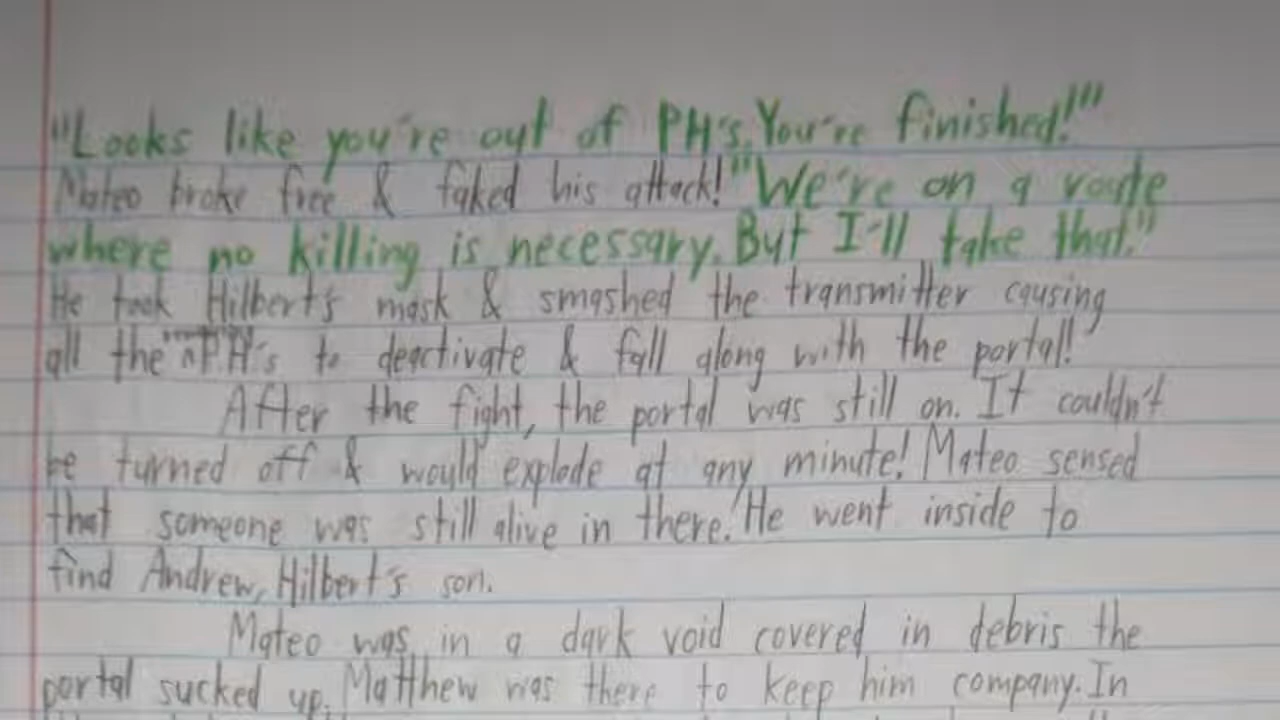 "Looks like you're out of PH's. You're finished!"
Mateo broke free & faked his attack! "We're on a route
where no killing is necessary. But I'll take that."
He took Hilbert's mask & smashed the transmitter causing
all the PH's to deactivate & fall along with the portal!
After the fight, the portal was still on. It couldn't
be turned off & would explode at any minute! Mateo sensed
that someone was still alive in there. He went inside to
find Andrew, Hilbert's son.
Mateo was in a dark void covered in debris the
portal sucked up. Matthew was there to keep him company. In